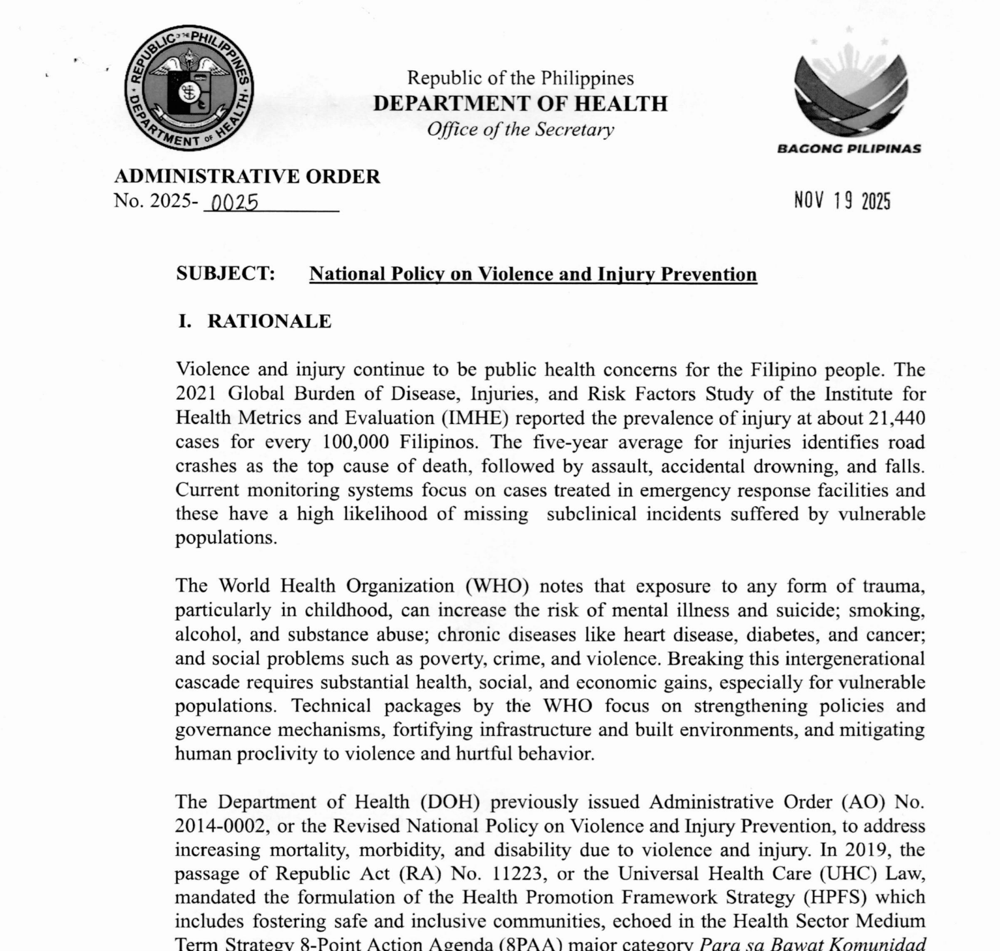 REPUBLIC OF THE PHILIPPINES
DEPARTMENT OF HEALTH
Republic of the Philippines
DEPARTMENT OF HEALTH
Office of the Secretary
BAGONG PILIPINAS
ADMINISTRATIVE ORDER
No. 2025- 0025
NOV 19 2025
SUBJECT: National Policy on Violence and Injury Prevention
I. RATIONALE
Violence and injury continue to be public health concerns for the Filipino people. The
2021 Global Burden of Disease, Injuries, and Risk Factors Study of the Institute for
Health Metrics and Evaluation (IMHE) reported the prevalence of injury at about 21,440
cases for every 100,000 Filipinos. The five-year average for injuries identifies road
crashes as the top cause of death, followed by assault, accidental drowning, and falls.
Current monitoring systems focus on cases treated in emergency response facilities and
these have a high likelihood of missing subclinical incidents suffered by vulnerable
populations.
The World Health Organization (WHO) notes that exposure to any form of trauma,
particularly in childhood, can increase the risk of mental illness and suicide; smoking,
alcohol, and substance abuse; chronic diseases like heart disease, diabetes, and cancer;
and social problems such as poverty, crime, and violence. Breaking this intergenerational
cascade requires substantial health, social, and economic gains, especially for vulnerable
populations. Technical packages by the WHO focus on strengthening policies and
governance mechanisms, fortifying infrastructure and built environments, and mitigating
human proclivity to violence and hurtful behavior.
The Department of Health (DOH) previously issued Administrative Order (AO) No.
2014-0002, or the Revised National Policy on Violence and Injury Prevention, to address
increasing mortality, morbidity, and disability due to violence and injury. In 2019, the
passage of Republic Act (RA) No. 11223, or the Universal Health Care (UHC) Law,
mandated the formulation of the Health Promotion Framework Strategy (HPFS) which
includes fostering safe and inclusive communities, echoed in the Health Sector Medium
Term Strategy 8-Point Action Agenda (8PAA) major category Para sa Bawat Komunidad